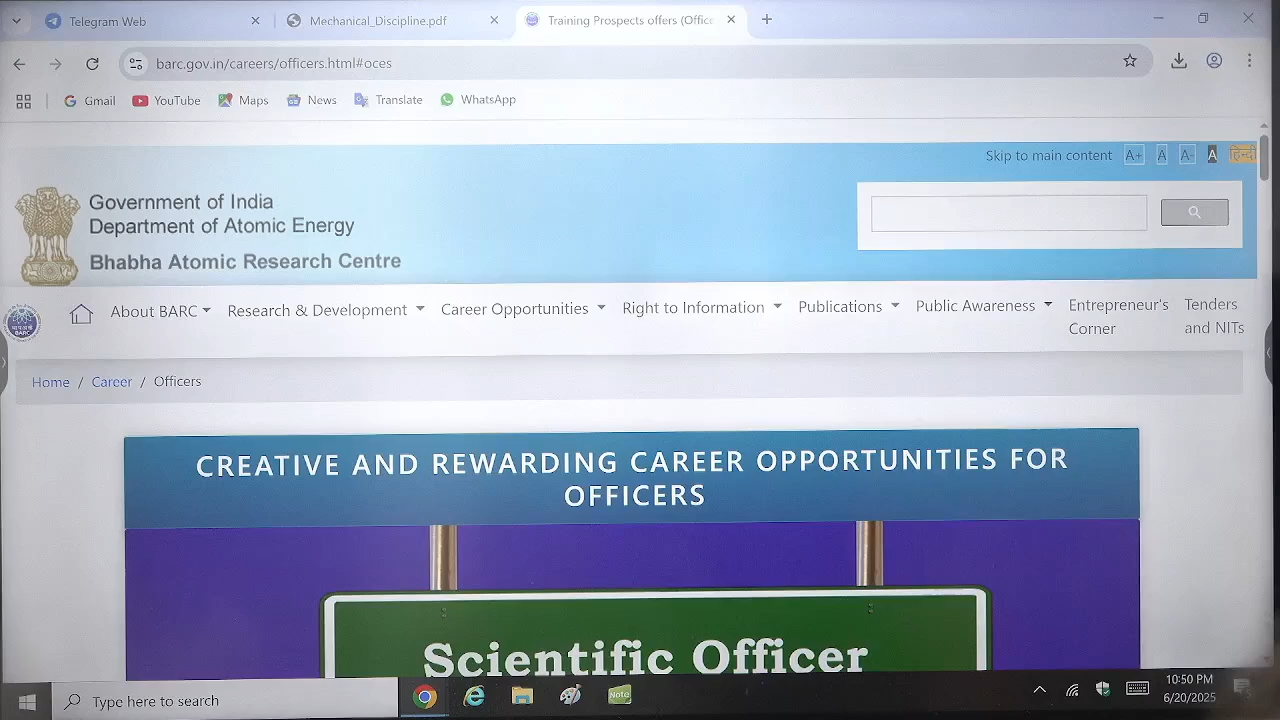 Telegram Web
Mechanical_Discipline.pdf
Training Prospects offers (Office
barc.gov.in/careers/officers.html#oces
Gmail
YouTube
Maps
News
Translate
WhatsApp
Skip to main content
A+
A
A-
A
हिन्दी
Government of India
Department of Atomic Energy
Bhabha Atomic Research Centre
About BARC
Research & Development
Career Opportunities
Right to Information
Publications
Public Awareness
Entrepreneur's
Corner
Tenders
and NITs
Home / Career / Officers
CREATIVE AND REWARDING CAREER OPPORTUNITIES FOR
OFFICERS
Scientific Officer
Type here to search
Note
10:50 PM
6/20/2025